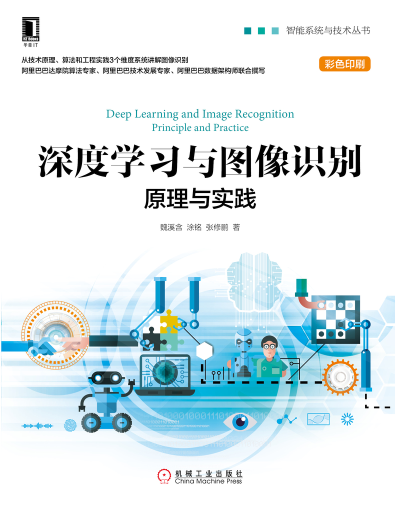 华章IT
智能系统与技术丛书
从技术原理、算法和工程实践3个维度系统讲解图像识别
阿里巴巴达摩院算法专家、阿里巴巴技术发展专家、阿里巴巴数据架构师联合撰写
彩色印刷
Deep Learning and Image Recognition
Principle and Practice
深度学习与图像识别
原理与实践
魏溪含 涂铭 张修鹏 著
机械工业出版社
China Machine Press